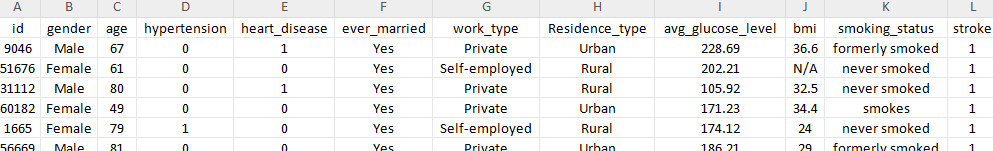 A B C D E F G H I J K L
id gender age hypertension heart_disease ever_married work_type Residence_type avg_glucose_level bmi smoking_status stroke
9046 Male 67 0 1 Yes Private Urban 228.69 36.6 formerly smoked 1
51676 Female 61 0 0 Yes Self-employed Rural 202.21 N/A never smoked 1
31112 Male 80 0 1 Yes Private Rural 105.92 32.5 never smoked 1
60182 Female 49 0 0 Yes Private Urban 171.23 34.4 smokes 1
1665 Female 79 1 0 Yes Self-employed Rural 174.12 24 never smoked 1
56669 Male 81 0 0 Yes Private Urban 186.21 29 formerly smoked 1